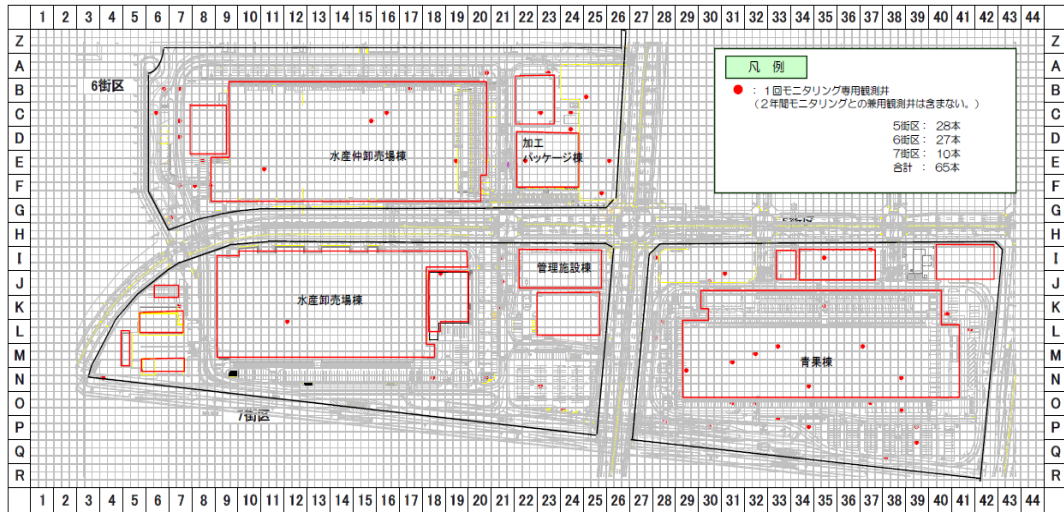 1 2 3 4 5 6 7 8 9 10 11 12 13 14 15 16 17 18 19 20 21 22 23 24 25 26 27 28 29 30 31 32 33 34 35 36 37 38 39 40 41 42 43 44
Z Z
A A
B B
C C
D D
E E
F F
G G
H H
I I
J J
K K
L L
M M
N N
O O
P P
Q Q
R R
6街区
凡 例
● : 1回モニタリング専用観測井
(2年間モニタリングとの兼用観測井は含まない。)
5街区 : 28本
6街区 : 27本
7街区 : 10本
合計 : 65本
水産仲卸売場棟
加工
パッケージ棟
管理施設棟
水産卸売場棟
青果棟
7街区
1 2 3 4 5 6 7 8 9 10 11 12 13 14 15 16 17 18 19 20 21 22 23 24 25 26 27 28 29 30 31 32 33 34 35 36 37 38 39 40 41 42 43 44